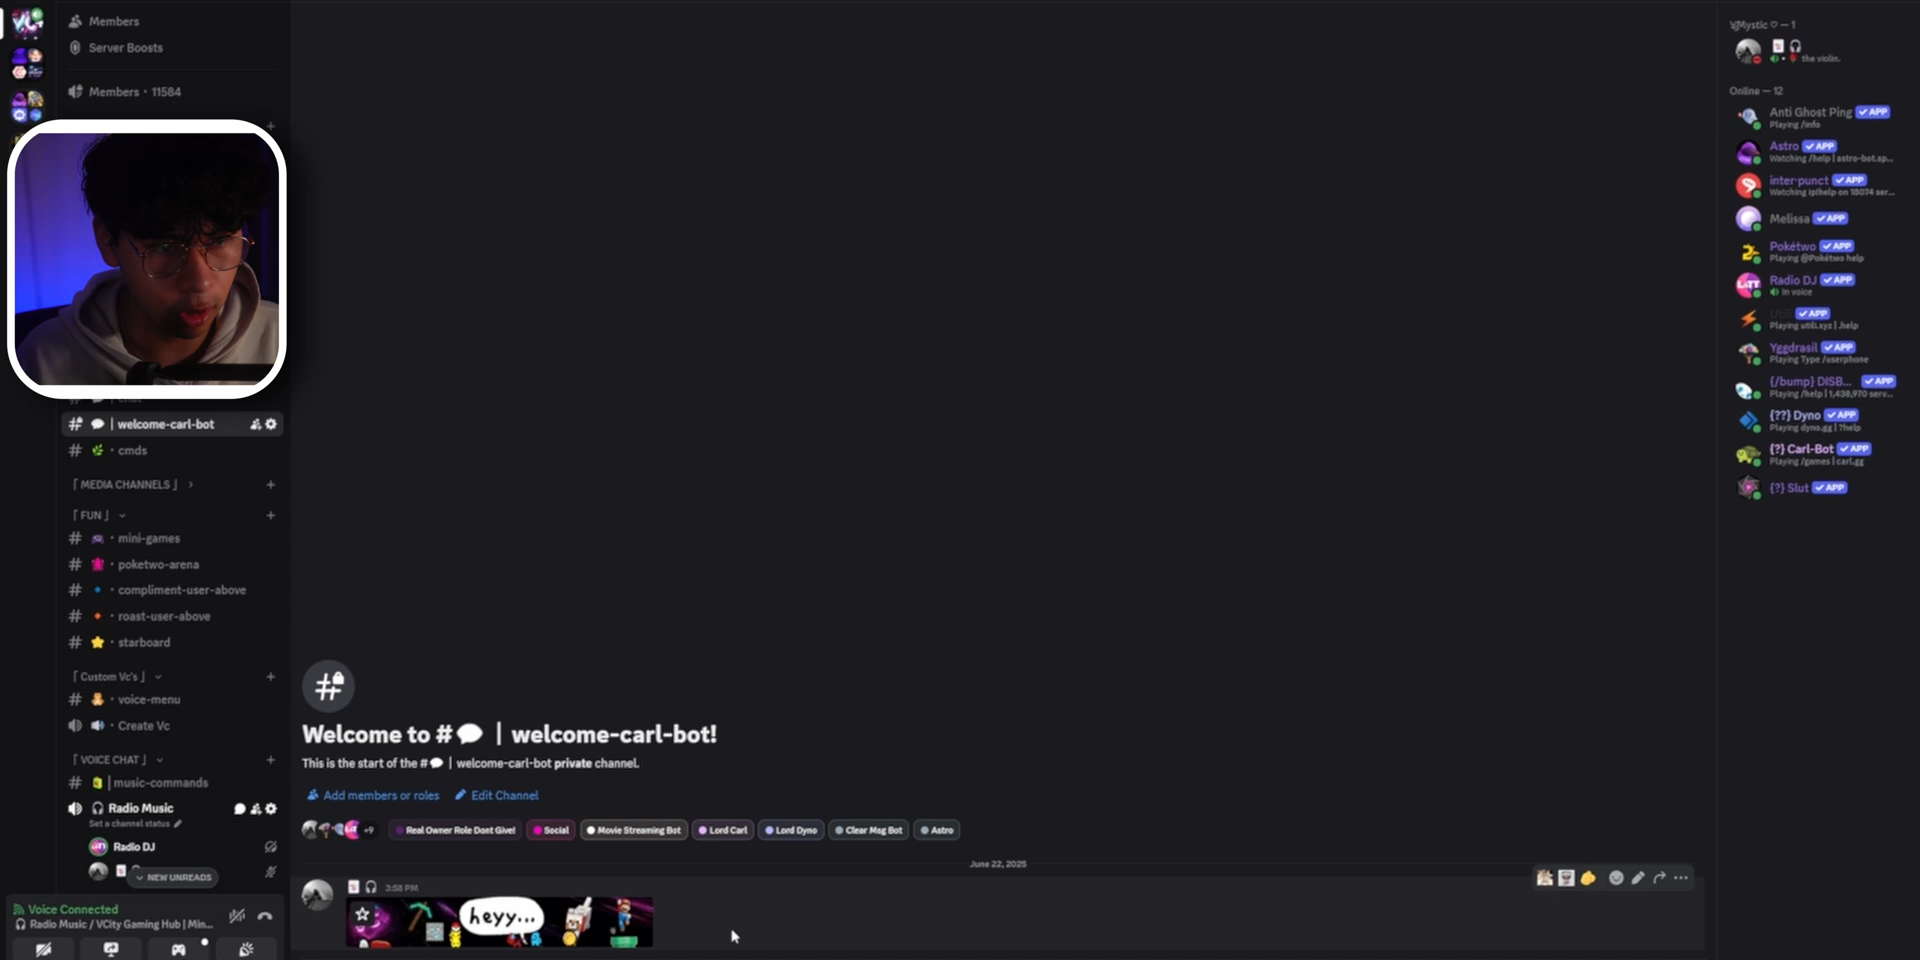 Members
Server Boosts
Members • 11584
| welcome-carl-bot
• cmds
「 MEDIA CHANNELS 」
「 FUN 」
• mini-games
• poketwo-arena
• compliment-user-above
• roast-user-above
• starboard
「 Custom Vc's 」
• voice-menu
• Create Vc
「 VOICE CHAT 」
| music-commands
Radio Music
Set a channel status
Radio DJ
NEW UNREADS
Voice Connected
Radio Music / VCity Gaming Hub | Min...
Welcome to # | welcome-carl-bot!
This is the start of the # | welcome-carl-bot private channel.
Add members or roles
Edit Channel
+9
Real Owner Role Dont Give!
Social
Movie Streaming Bot
Lord Carl
Lord Dyno
Clear Msg Bot
Astro
June 22, 2025
3:58 PM
heyy...
Mystic ♡ — 1
the violin.
Online — 12
Anti Ghost Ping ✓ APP
Playing /info
Astro ✓ APP
Watching /help | astro-bot.sp...
inter·punct ✓ APP
Watching ip!help on 18074 ser...
Melissa ✓ APP
Pokétwo ✓ APP
Playing @Pokétwo help
Radio DJ ✓ APP
In voice
Utili ✓ APP
Playing utili.xyz | .help
Yggdrasil ✓ APP
Playing Type /userphone
{/bump} DISB... ✓ APP
Playing /help | 1,438,970 serv...
{??} Dyno ✓ APP
Playing dyno.gg | ?help
{?} Carl-Bot ✓ APP
Playing /games | carl.gg
{?} Slut ✓ APP